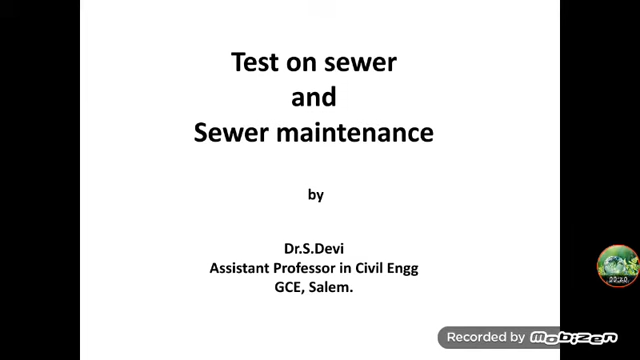 Test on sewer
and
Sewer maintenance
by
Dr.S.Devi
Assistant Professor in Civil Engg
GCE, Salem.
Recorded by Mobizen